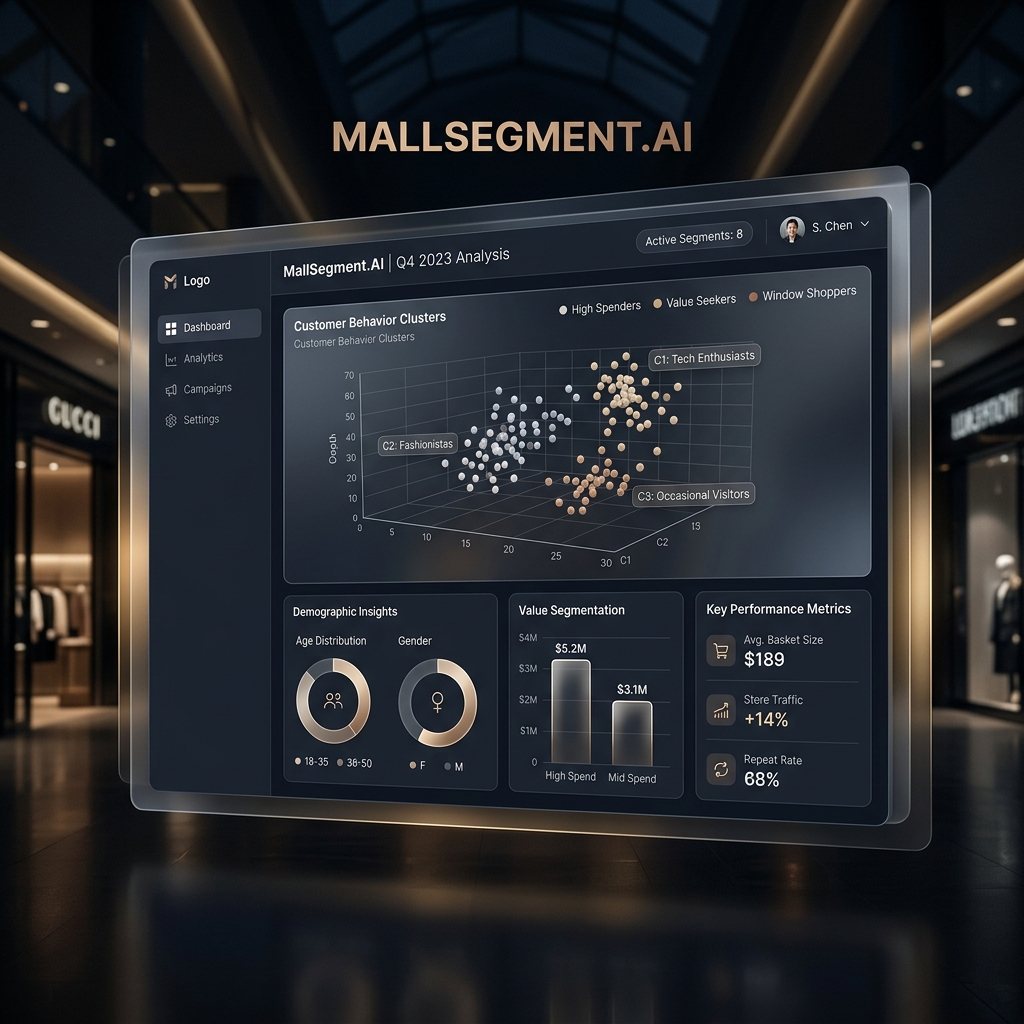 MALLSEGMENT.AI
GUCCI
Logo
Dashboard
Analytics
Campaigns
Settings
MallSegment.AI | Q4 2023 Analysis
Active Segments: 8
S. Chen
Customer Behavior Clusters
Customer Behavior Clusters
High Spenders
Value Seekers
Window Shoppers
C1: Tech Enthusiasts
C2: Fashionistas
C3: Occasional Visitors
70
60
50
40
30
20
10
0
0
5
10
15
20
25
30
C1
C2
13
Demographic Insights
Age Distribution
Gender
18-35
38-50
F
M
Value Segmentation
$4M
$3M
$2M
$1M
0
$5.2M
$3.1M
High Spend
Mid Spend
Key Performance Metrics
Avg. Basket Size
$189
Stere Traffic
+14%
Repeat Rate
68%